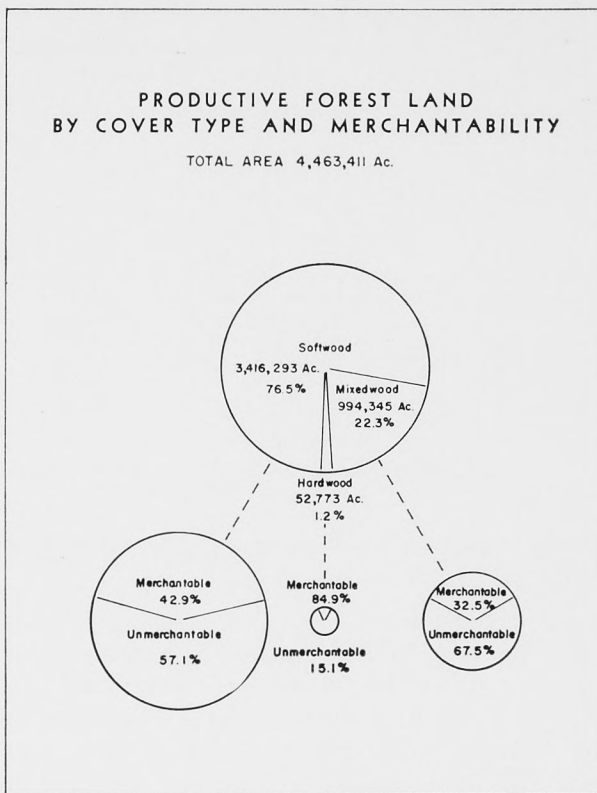 PRODUCTIVE FOREST LAND
BY COVER TYPE AND MERCHANTABILITY
TOTAL AREA 4,463,411 Ac.
Softwood
3,416,293 Ac.
76.5%
Mixedwood
994,345 Ac.
22.3%
Hardwood
52,773 Ac.
1.2%
Merchantable
42.9%
Unmerchantable
57.1%
Merchantable
84.9%
Unmerchantable
15.1%
Merchantable
32.5%
Unmerchantable
67.5%